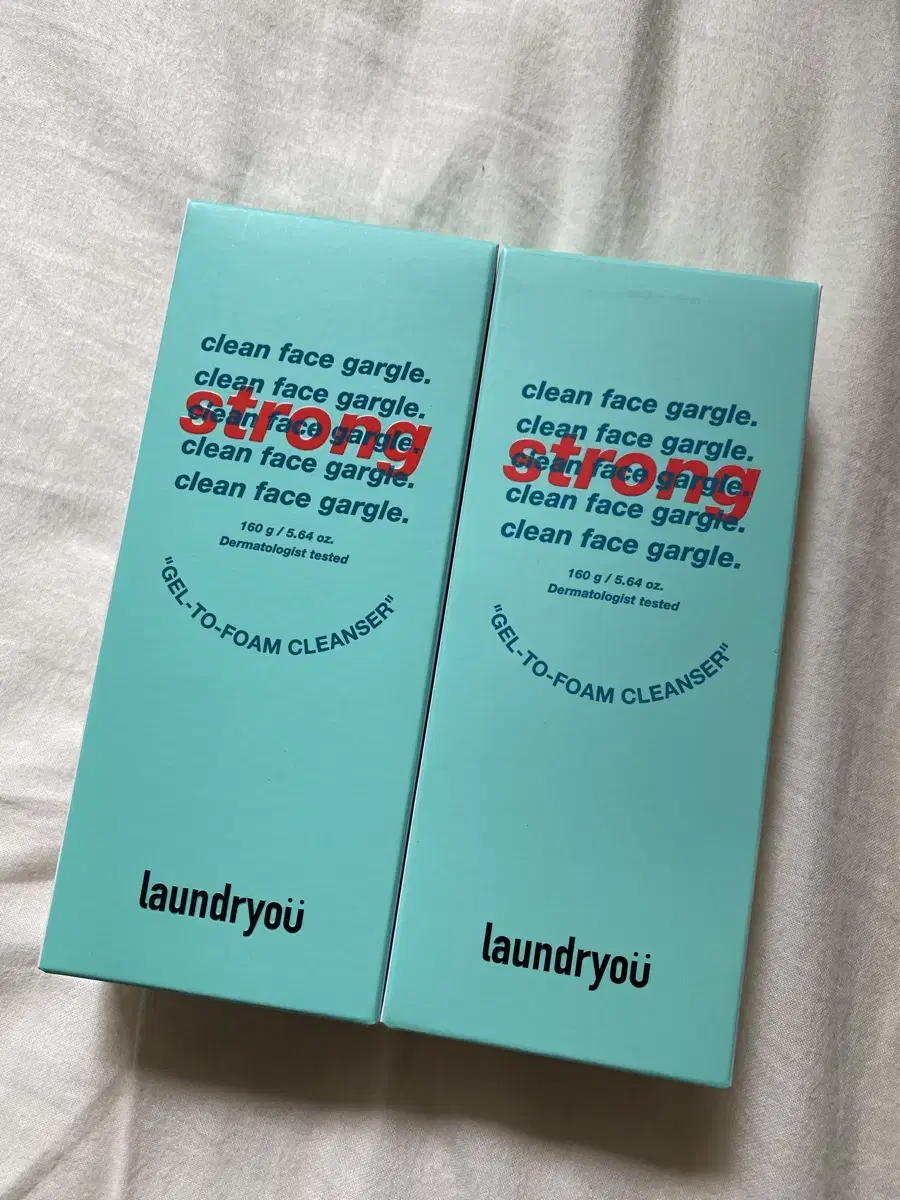 clean face gargle.
clean face gargle.
strong
clean face gargle.
clean face gargle.
clean face gargle.
160 g / 5.64 oz.
Dermatologist tested
"GEL-TO-FOAM CLEANSER"
laundryoü
clean face gargle.
clean face gargle.
strong
clean face gargle.
clean face gargle.
clean face gargle.
160 g / 5.64 oz.
Dermatologist tested
"GEL-TO-FOAM CLEANSER"
laundryoü